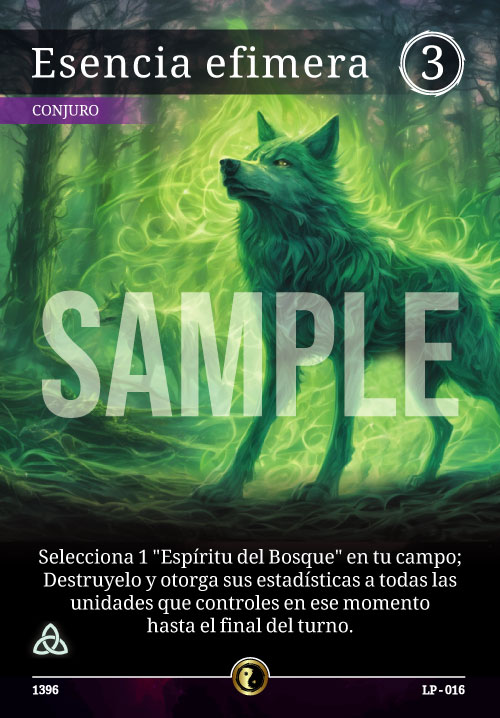 Esencia efimera 3
CONJURO
SAMPLE
Selecciona 1 "Espíritu del Bosque" en tu campo;
Destruyelo y otorga sus estadísticas a todas las
unidades que controles en ese momento
hasta el final del turno.
1396 LP - 016